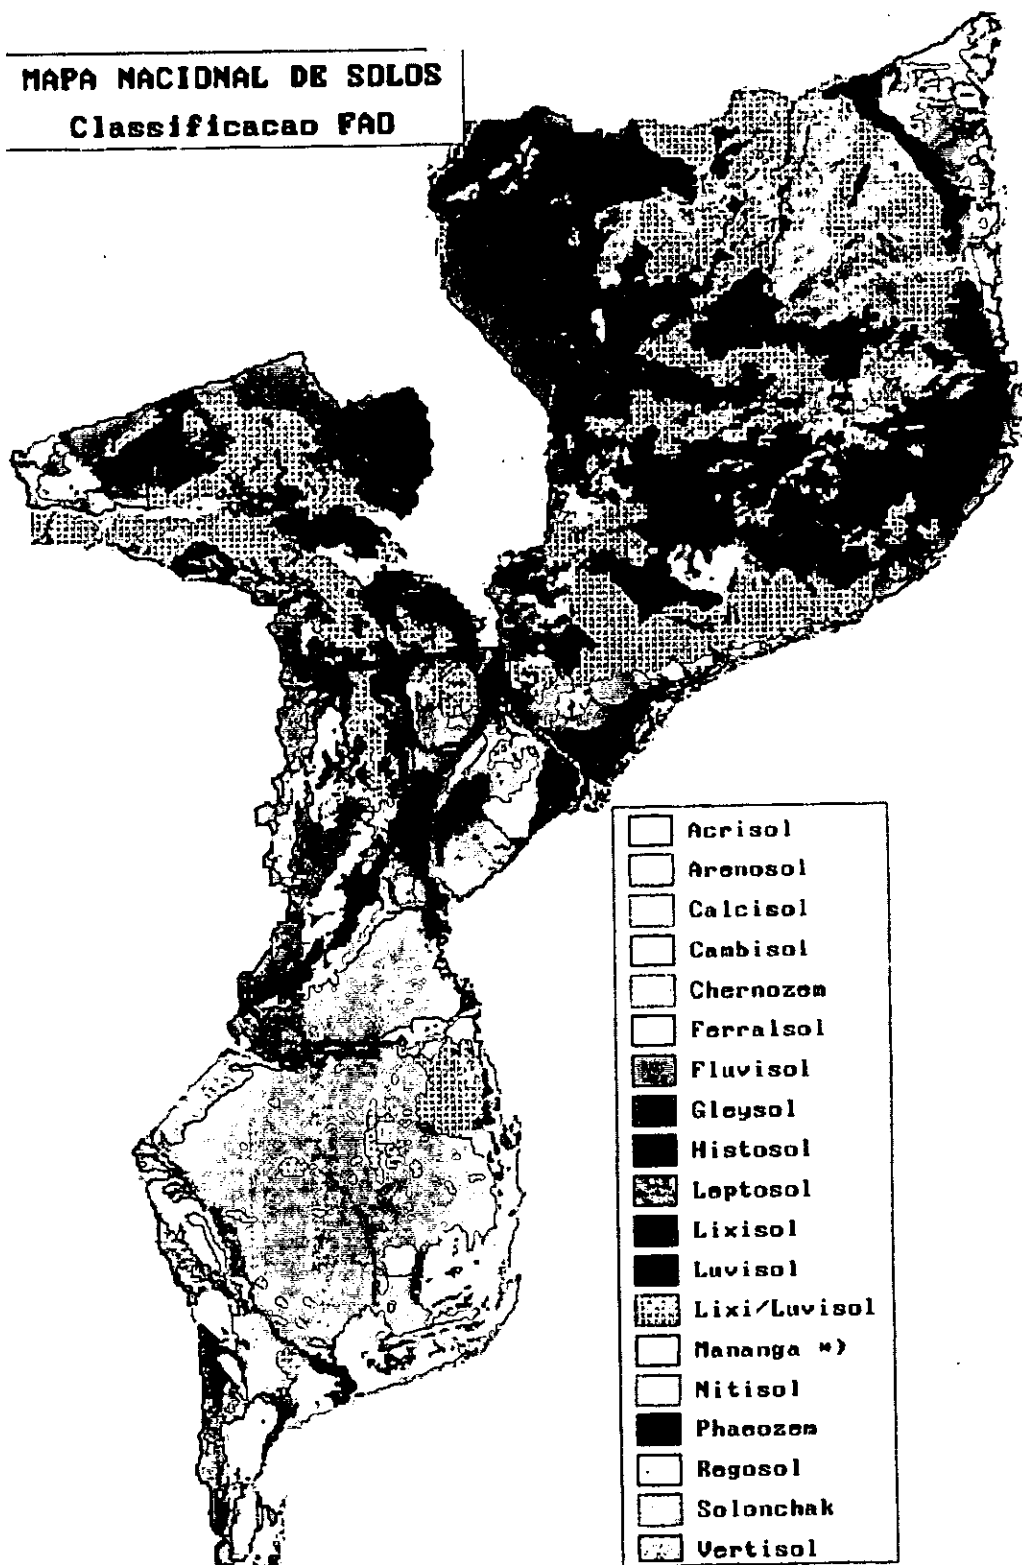 MAPA NACIONAL DE SOLOS
Classificacao FAO
Acrisol
Arenosol
Calcisol
Cambisol
Chernozem
Ferralsol
Fluvisol
Gleysol
Histosol
Leptosol
Lixisol
Luvisol
Lixi/Luvisol
Mananga *)
Nitisol
Phaeozem
Regosol
Solonchak
Vertisol